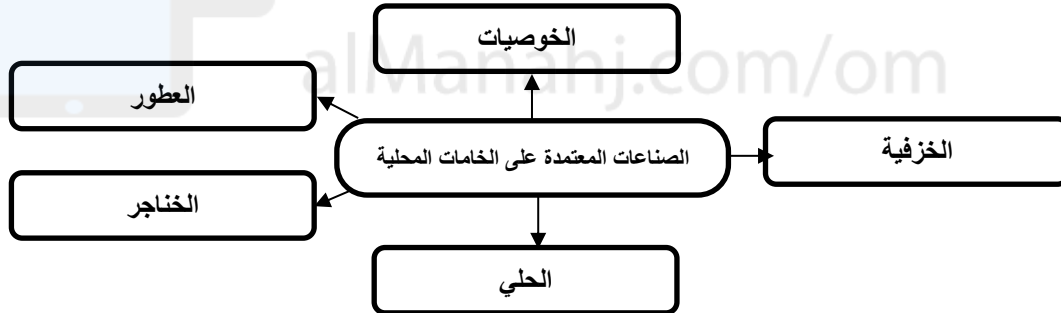 الخوصيات
alManahj.com/om
العطور
الصناعات المعتمدة على الخامات المحلية
الخزفية
الخناجر
الحلي